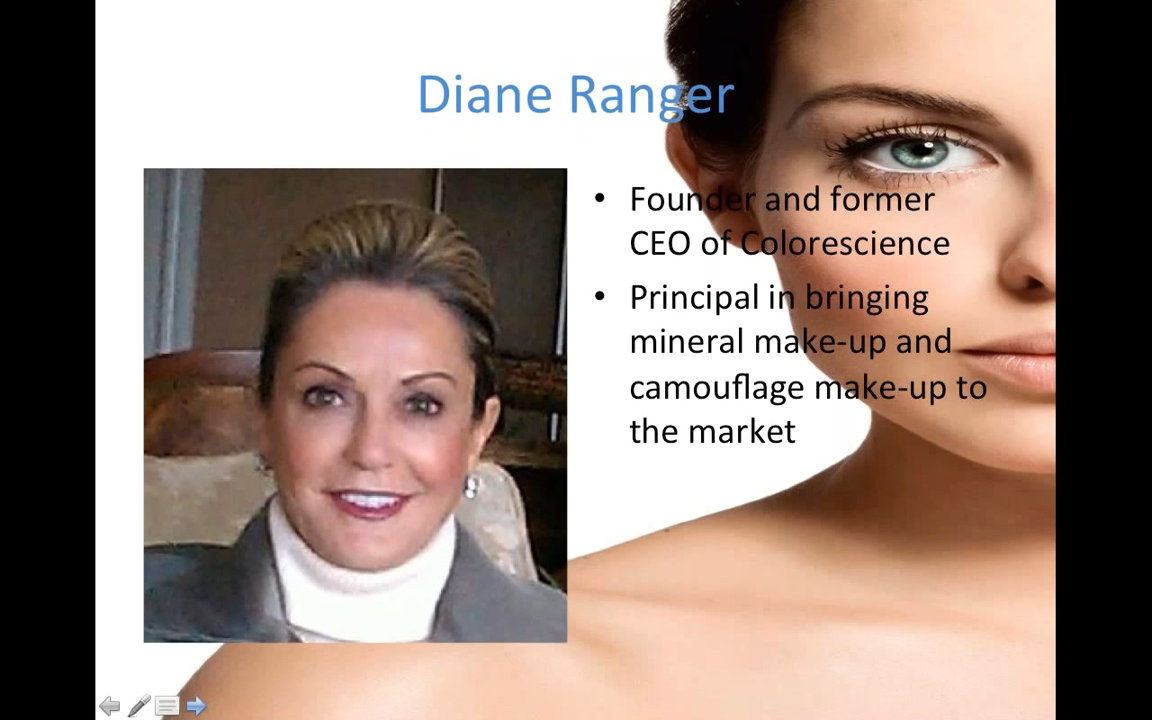 Diane Ranger
• Founder and former
CEO of Colorescience
• Principal in bringing
mineral make-up and
camouflage make-up to
the market